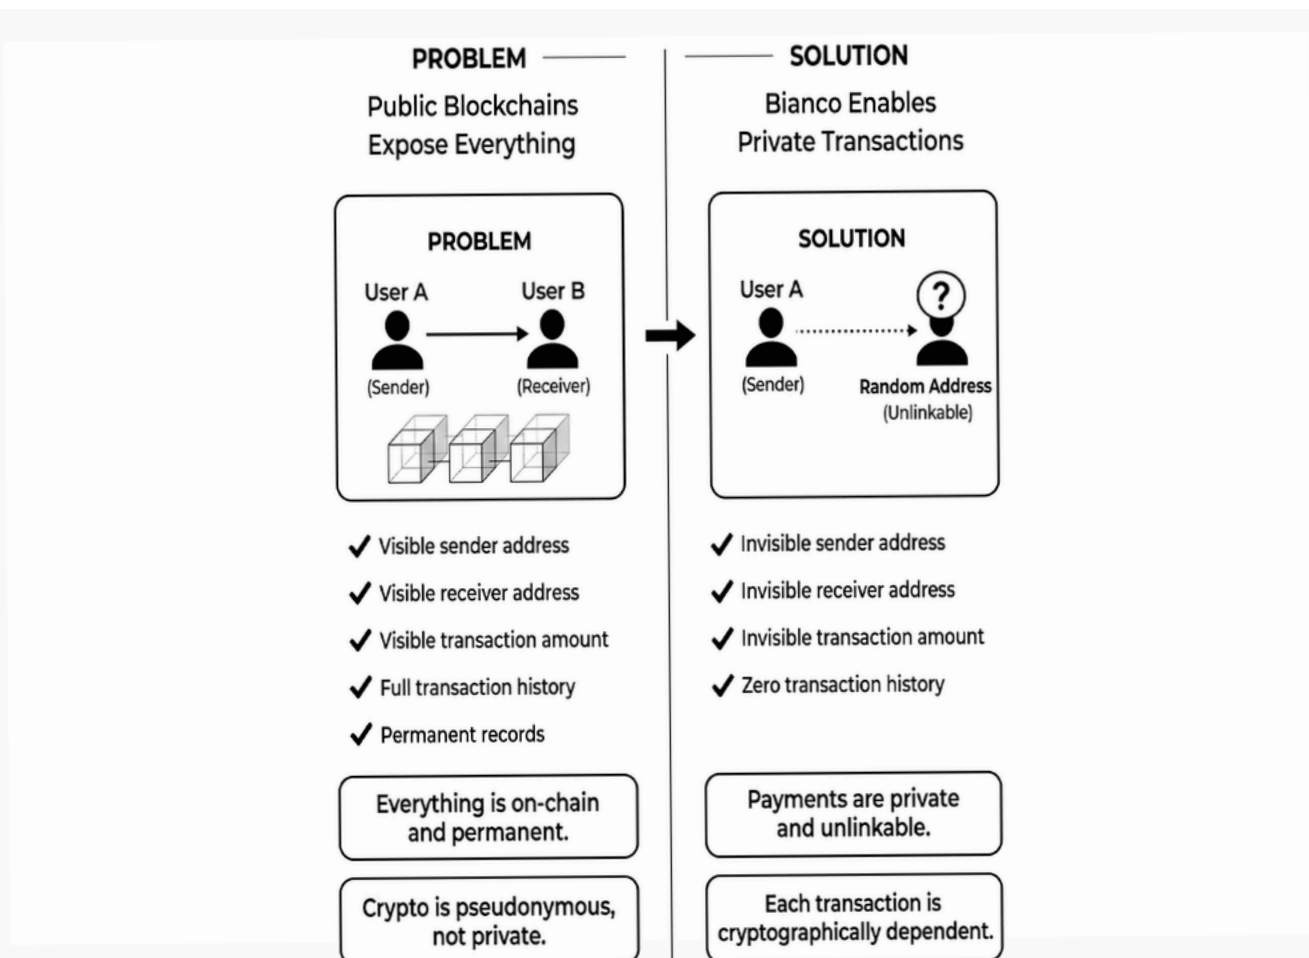 PROBLEM
Public Blockchains
Expose Everything
PROBLEM
User A
User B
(Sender)
(Receiver)
✓ Visible sender address
✓ Visible receiver address
✓ Visible transaction amount
✓ Full transaction history
✓ Permanent records
Everything is on-chain
and permanent.
Crypto is pseudonymous,
not private.
SOLUTION
Bianco Enables
Private Transactions
SOLUTION
User A
?
(Sender)
Random Address
(Unlinkable)
✓ Invisible sender address
✓ Invisible receiver address
✓ Invisible transaction amount
✓ Zero transaction history
Payments are private
and unlinkable.
Each transaction is
cryptographically dependent.